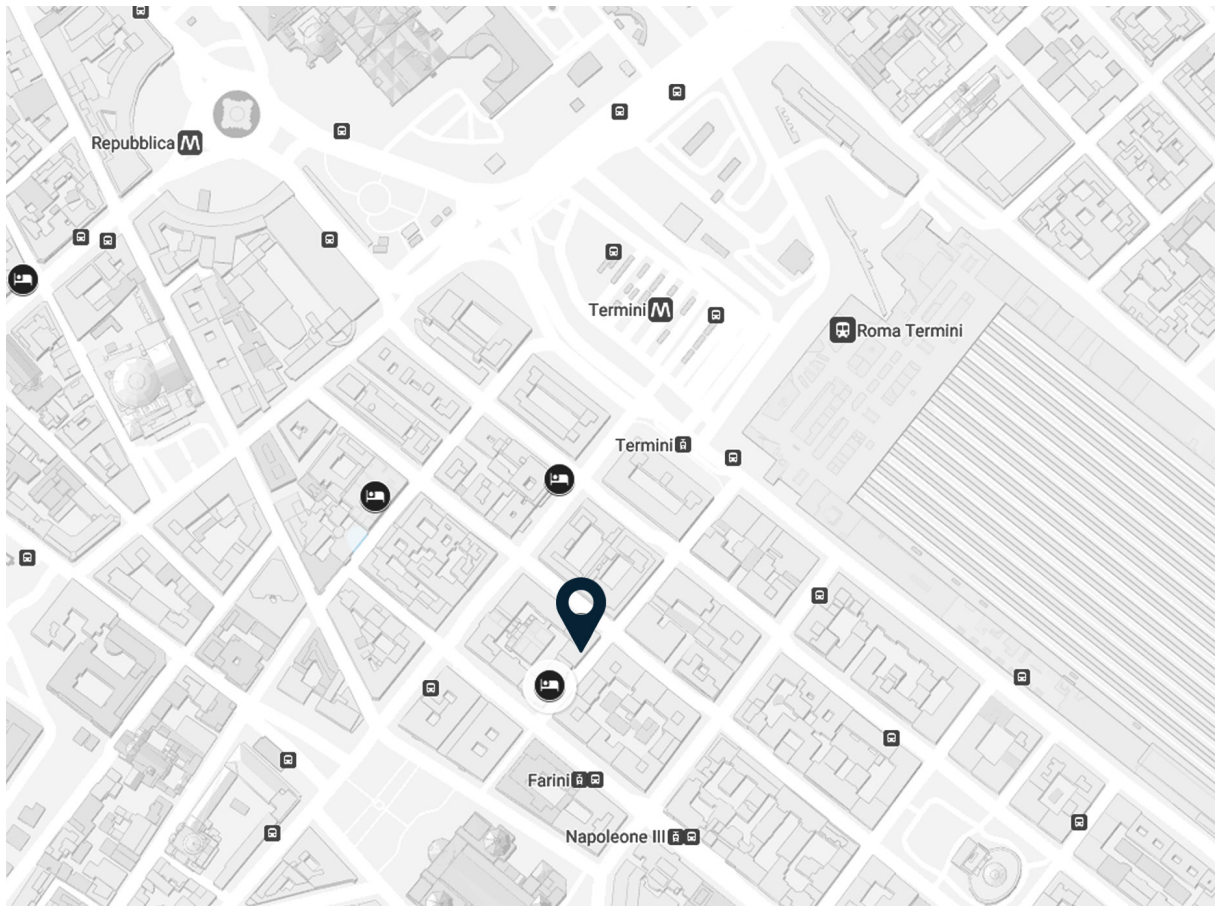 Repubblica
Termini
Roma Termini
Termini
Farini
Napoleone III